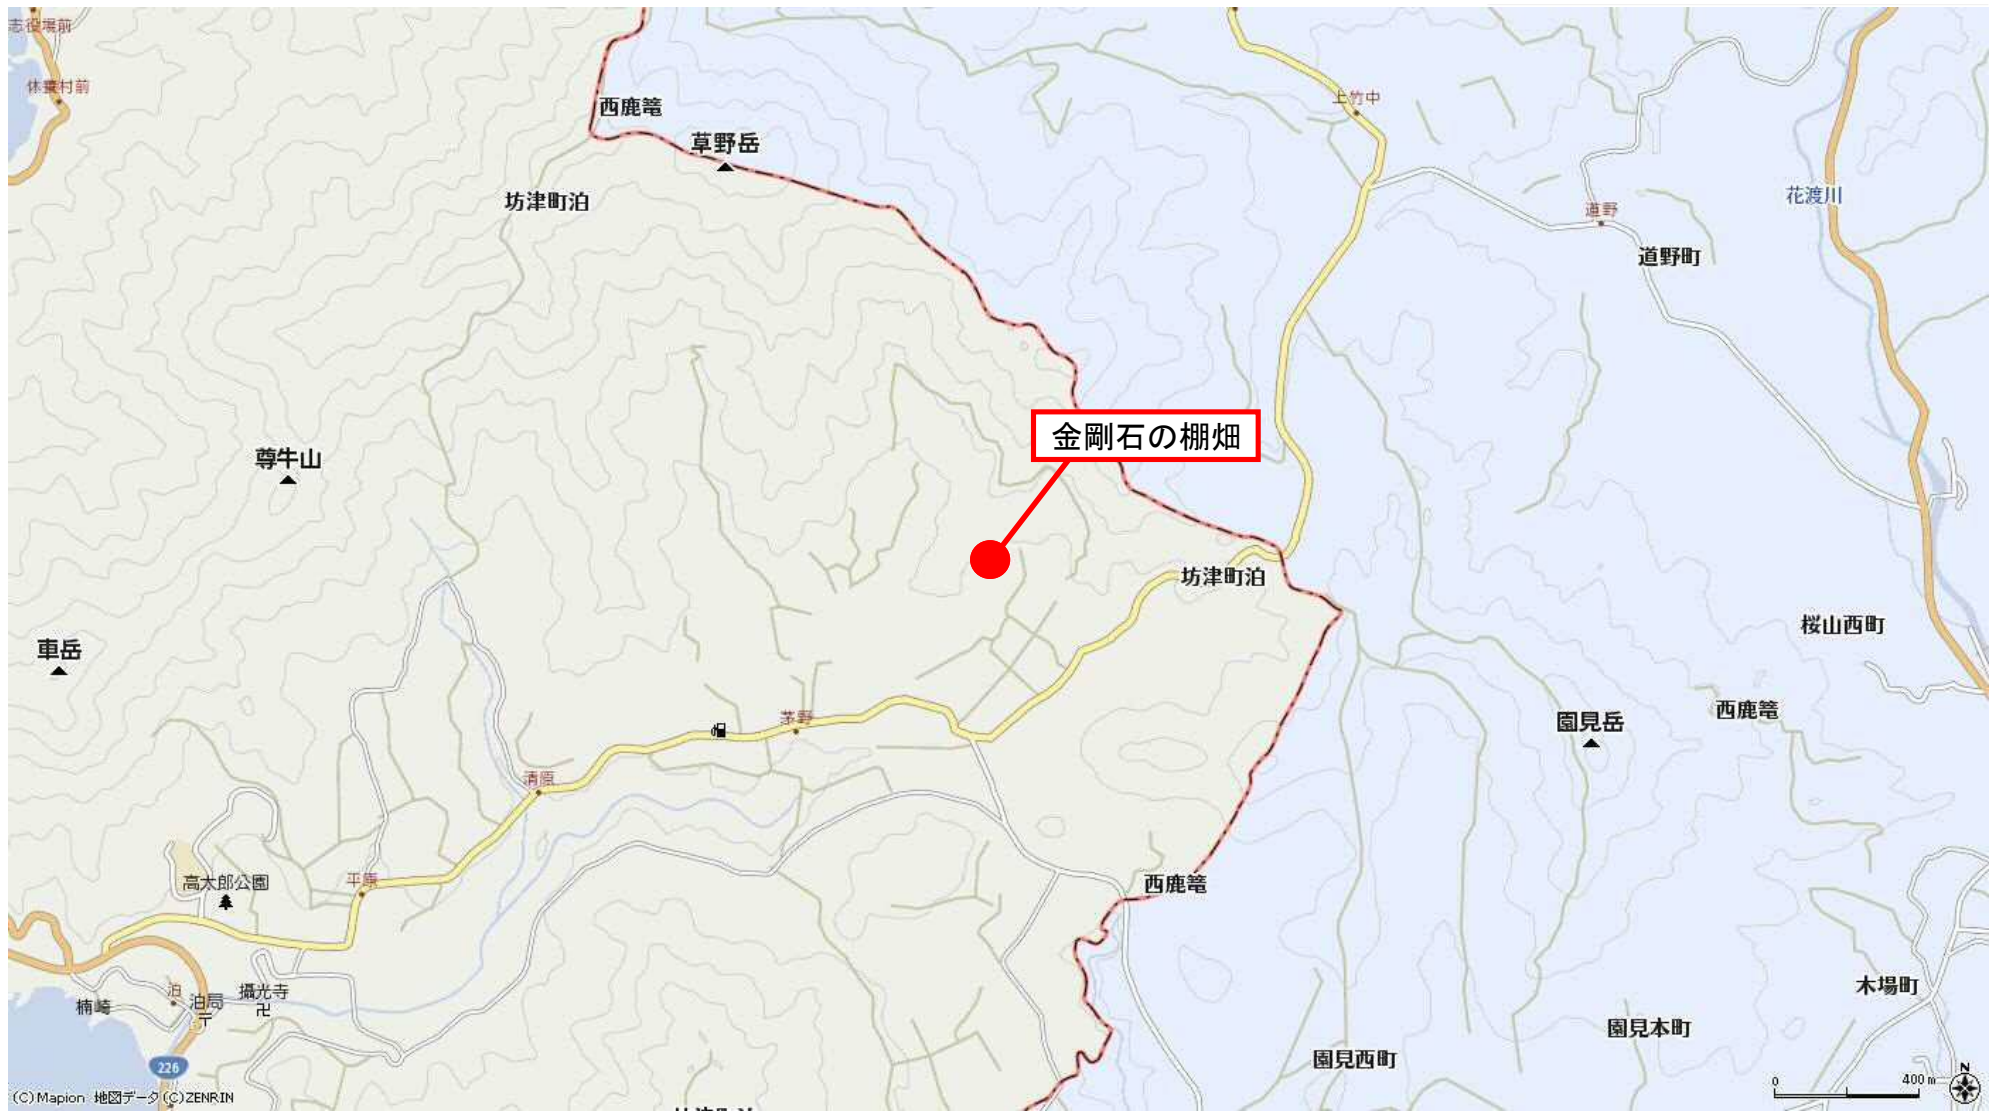 志役場前
休養村前
西鹿篭
草野岳
坊津町泊
上竹中
道野
花渡川
道野町
金剛石の棚畑
尊牛山
坊津町泊
桜山西町
車岳
西鹿篭
園見岳
茅野
清原
平原
高太郎公園
西鹿篭
泊
泊局
攝光寺
楠崎
木場町
園見本町
園見西町
226
0
400m
N
(C)Mapion 地図データ(C)ZENRIN